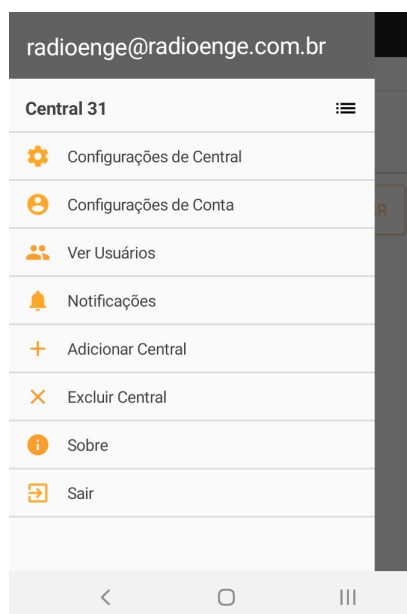 radioenge@radioenge.com.br
Central 31
Configurações de Central
Configurações de Conta
R
Ver Usuários
Notificações
Adicionar Central
Excluir Central
Sobre
Sair